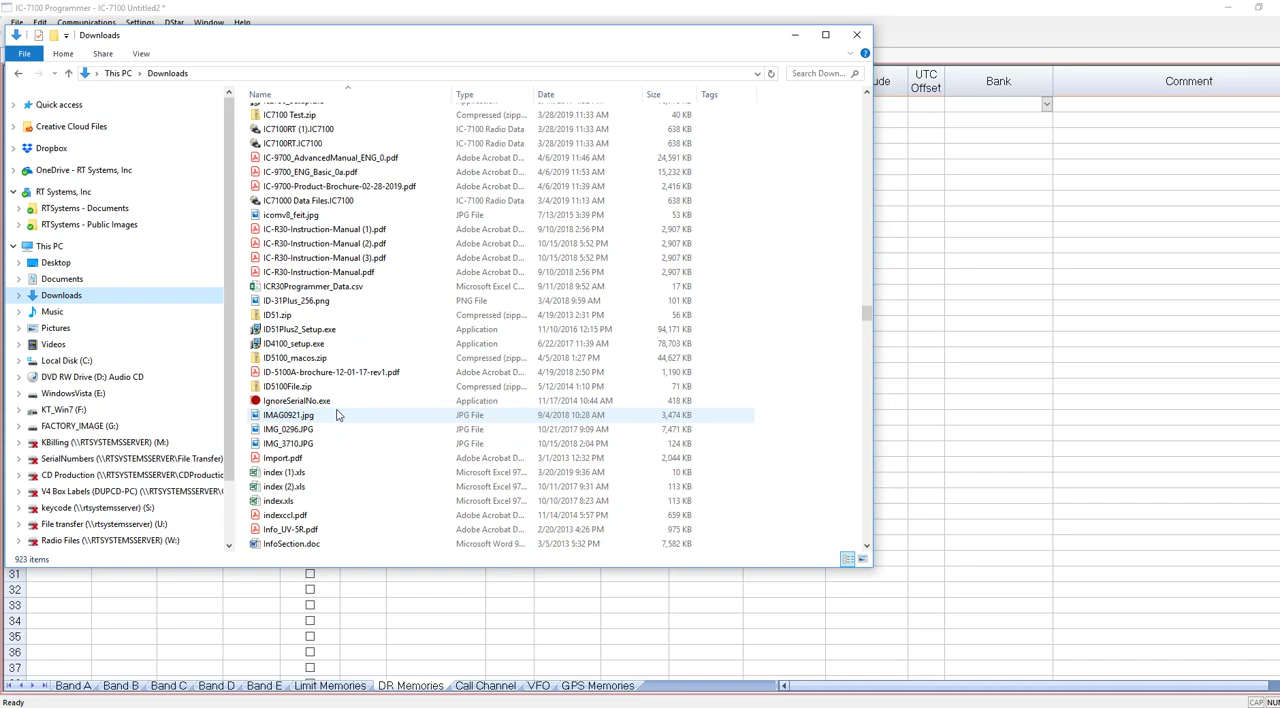 IC-7100 Programmer - IC-7100 Untitled2 *
File Edit Communications Settings DStar Window Help
Downloads
File Home Share View
This PC › Downloads
Search Down...
Name Type Date Size Tags
IC7100 Test.zip Compressed (zipp... 3/28/2019 11:33 AM 40 KB
IC7100RT (1).IC7100 IC-7100 Radio Data 3/28/2019 11:33 AM 638 KB
IC7100RT.IC7100 IC-7100 Radio Data 3/28/2019 11:33 AM 638 KB
IC-9700_AdvancedManual_ENG_0.pdf Adobe Acrobat D... 4/6/2019 11:46 AM 24,591 KB
IC-9700_ENG_Basic_0a.pdf Adobe Acrobat D... 4/6/2019 11:53 AM 15,232 KB
IC-9700-Product-Brochure-02-28-2019.pdf Adobe Acrobat D... 4/6/2019 11:39 AM 2,416 KB
IC71000 Data Files.IC7100 IC-7100 Radio Data 3/4/2019 3:13 PM 638 KB
icomv8_feit.jpg JPG File 7/13/2015 3:39 PM 53 KB
IC-R30-Instruction-Manual (1).pdf Adobe Acrobat D... 9/10/2018 2:56 PM 2,907 KB
IC-R30-Instruction-Manual (2).pdf Adobe Acrobat D... 10/15/2018 5:52 PM 2,907 KB
IC-R30-Instruction-Manual (3).pdf Adobe Acrobat D... 10/15/2018 5:52 PM 2,907 KB
IC-R30-Instruction-Manual.pdf Adobe Acrobat D... 9/10/2018 2:56 PM 2,907 KB
ICR30Programmer_Data.csv Microsoft Excel C... 9/11/2018 9:52 AM 17 KB
ID-31Plus_256.png PNG File 3/4/2018 9:59 AM 31 KB
ID51.zip Compressed (zipp... 4/19/2013 2:31 PM 56 KB
ID51Plus2_Setup.exe Application 11/10/2016 12:15 PM 94,171 KB
ID4100_setup.exe Application 6/22/2017 11:39 AM 78,703 KB
ID5100_macos.zip Compressed (zipp... 4/5/2018 1:27 PM 44,627 KB
ID-5100A-brochure-12-01-17-rev1.pdf Adobe Acrobat D... 4/19/2018 2:50 PM 1,190 KB
ID5100File.zip Compressed (zipp... 5/12/2014 1:10 PM 71 KB
IgnoreSerialNo.exe Application 11/17/2014 10:44 AM 418 KB
IMAG0921.jpg JPG File 9/4/2018 10:28 AM 3,474 KB
IMG_0296.JPG JPG File 10/21/2017 9:09 AM 7,471 KB
IMG_3710.JPG JPG File 10/15/2018 2:04 PM 124 KB
Import.pdf Adobe Acrobat D... 3/1/2013 12:32 PM 2,044 KB
index (1).xls Microsoft Excel 97... 3/20/2019 9:36 AM 10 KB
index (2).xls Microsoft Excel 97... 10/11/2017 9:31 AM 113 KB
index.xls Microsoft Excel 97... 10/10/2017 8:23 AM 113 KB
indexccl.pdf Adobe Acrobat D... 11/14/2014 5:57 PM 659 KB
Info_UV-5R.pdf Adobe Acrobat D... 2/20/2013 4:26 PM 975 KB
InfoSection.doc Microsoft Word 9... 3/5/2013 5:32 PM 7,582 KB
Quick access
Creative Cloud Files
Dropbox
OneDrive - RT Systems, Inc
RT Systems, Inc
RTSystems - Documents
RTSystems - Public Images
This PC
Desktop
Documents
Downloads
Music
Pictures
Videos
Local Disk (C:)
DVD RW Drive (D:) Audio CD
WindowsVista (E:)
KT_Win7 (F:)
FACTORY_IMAGE (G:)
KBilling (\\RTSYSTEMSSERVER) (M:)
SerialNumbers (\\RTSYSTEMSSERVER\File Transfer)
CD Production (\\RTSYSTEMSSERVER\CDProductio
V4 Box Labels (DUPCD-PC) (\\RTSYSTEMSSERVER\
keycode (\\rtsystemsserver) (S:)
File transfer (\\rtsystemsserver) (U:)
Radio Files (\\RTSYSTEMSSERVER) (W:)
923 items
ude UTC Offset Bank Comment
31
32
33
34
35
36
37
Band A Band B Band C Band D Band E Limit Memories DR Memories Call Channel VFO GPS Memories
Ready
CAP NUM